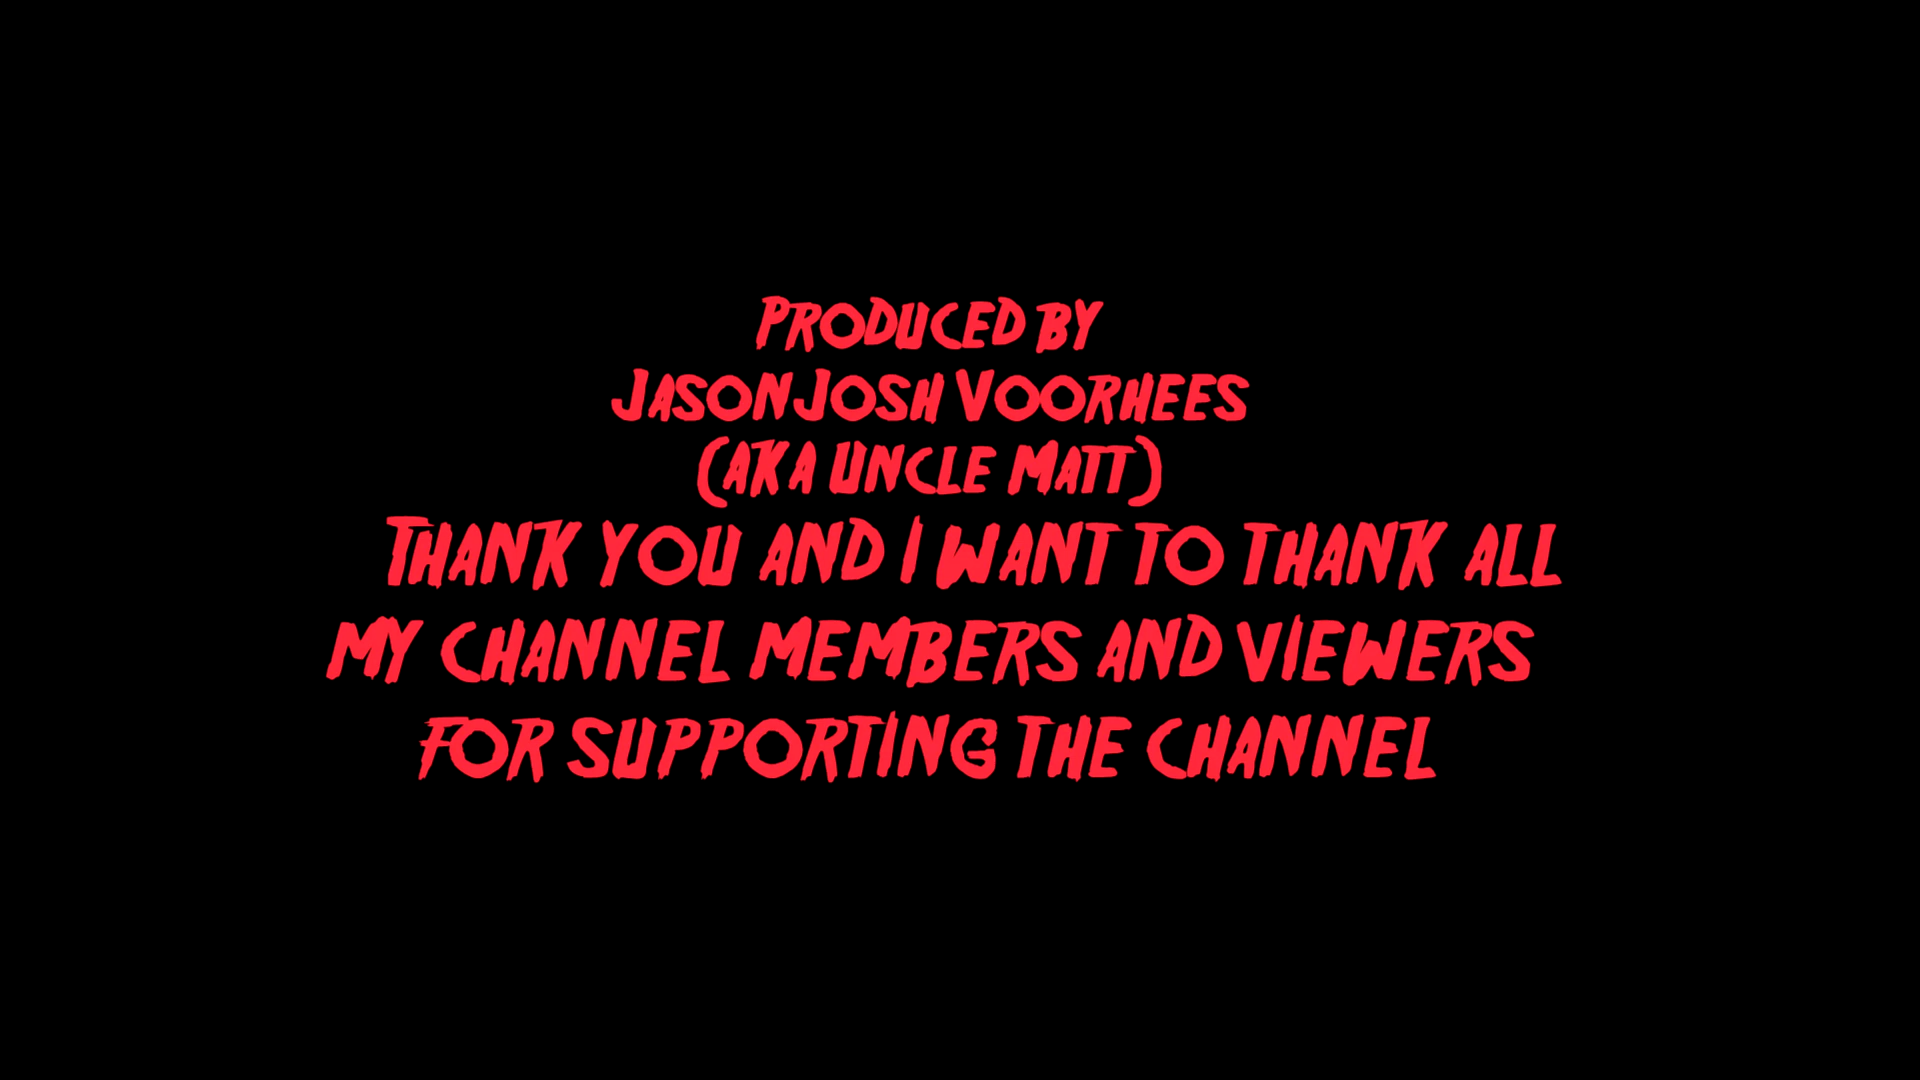 Produced by
JasonJosh Voorhees
(aka Uncle Matt)
Thank you and I want to thank all
my Channel members and viewers
for supporting the Channel